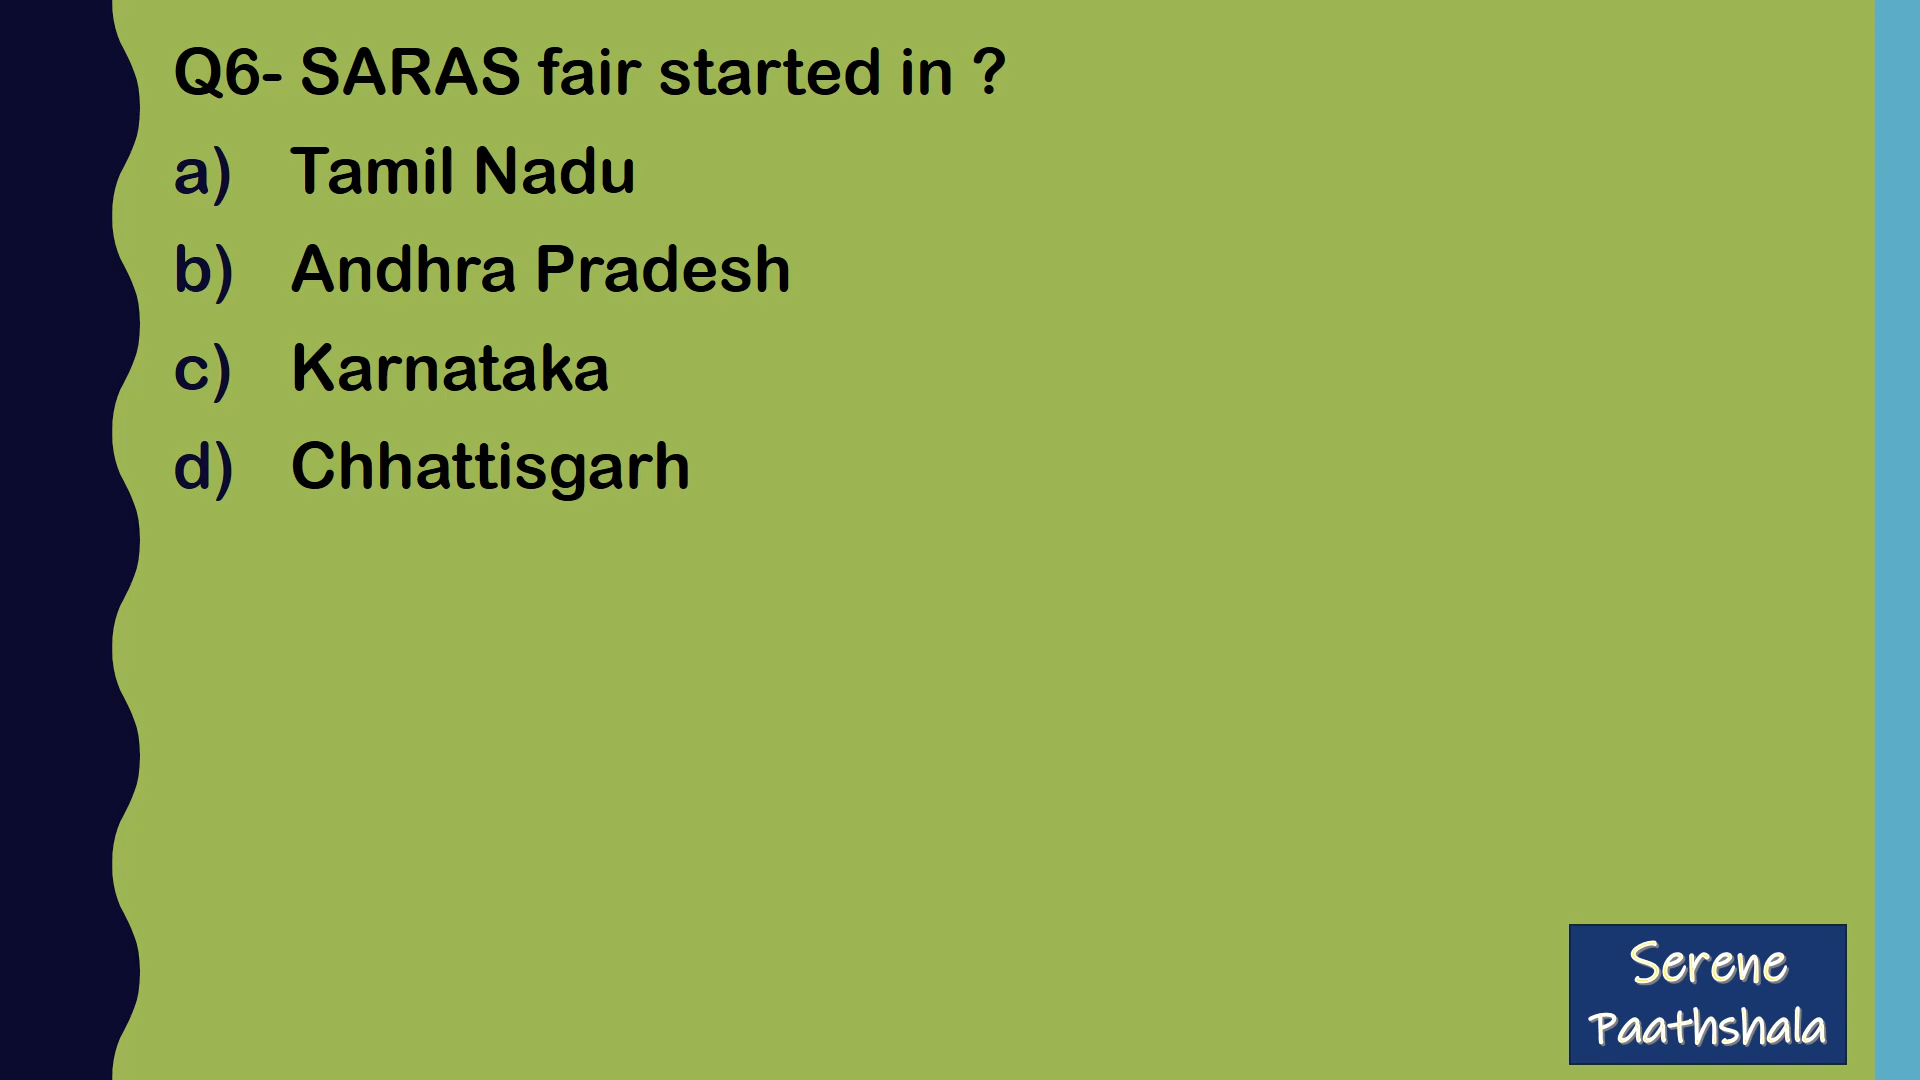 Q6- SARAS fair started in ?
a) Tamil Nadu
b) Andhra Pradesh
c) Karnataka
d) Chhattisgarh
Serene
Paathshala